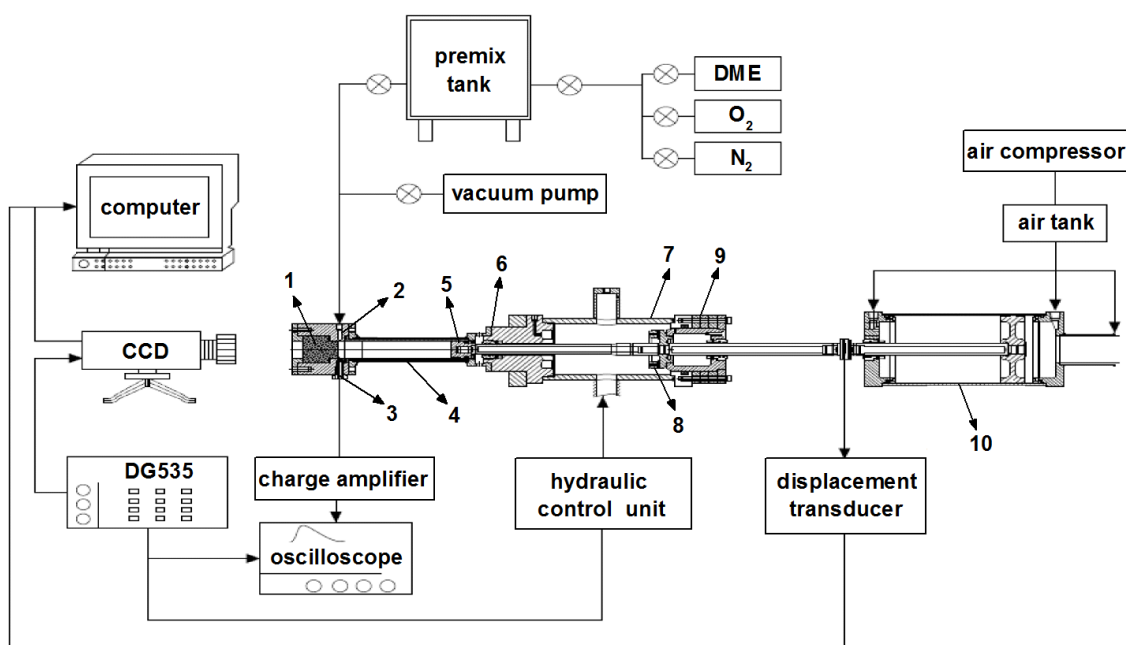 premix
tank
DME
O₂
N₂
vacuum pump
air compressor
air tank
computer
CCD
DG535
charge amplifier
oscilloscope
hydraulic
control unit
displacement
transducer
1
2
3
4
5
6
7
8
9
10